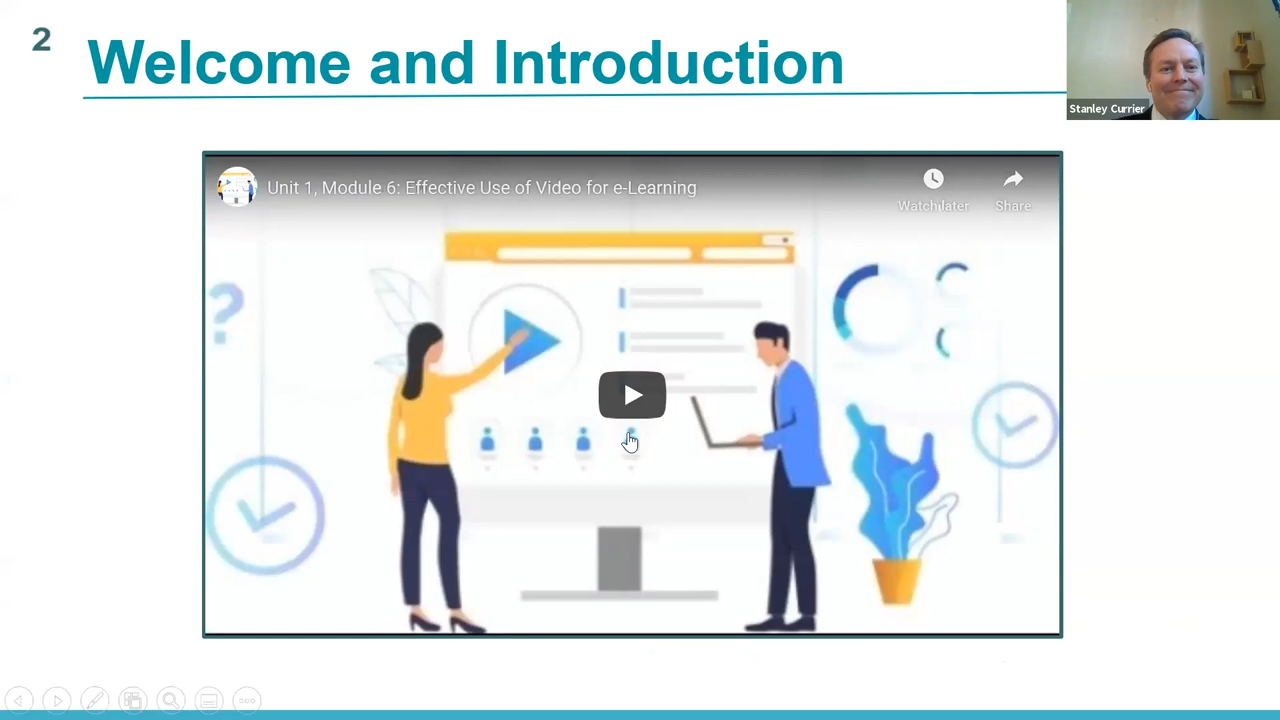 2
Welcome and Introduction
Stanley Currier
Unit 1, Module 6: Effective Use of Video for e-Learning
Watch later
Share
?